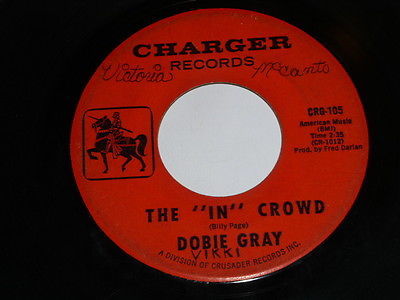 CHARGER
RECORDS
Victoria McCants
CRG-105
American Music
(BMI)
Time 2:35
(CR-1012)
Prod. by Fred Darian
THE "IN" CROWD
(Billy Page)
DOBIE GRAY
VIKKI
A DIVISION OF CRUSADER RECORDS INC.